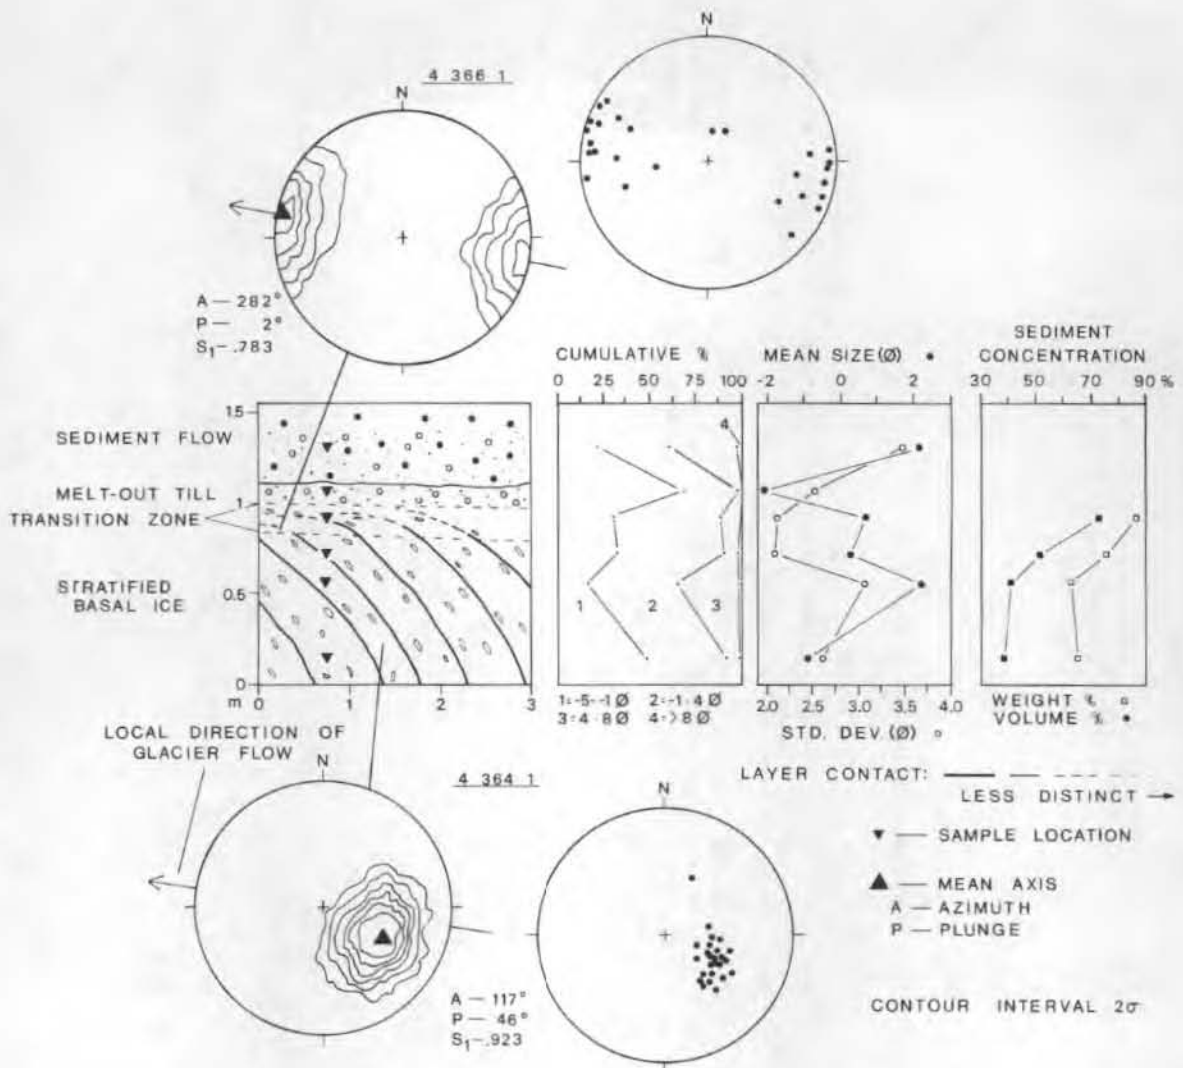 N
4 366 1
N
A — 282°
P — 2°
S₁ — .783
CUMULATIVE %
0 25 50 75 100
MEAN SIZE (Ø) •
-2 0 2
SEDIMENT
CONCENTRATION
30 50 70 90 %
1.5
1
0.5
0
m 0 1 2 3
SEDIMENT FLOW
MELT-OUT TILL
TRANSITION ZONE
STRATIFIED
BASAL ICE
4
1 2 3
1=-5--1Ø 2=-1-4Ø
3=4-8Ø 4=>8Ø
2.0 2.5 3.0 3.5 4.0
STD. DEV.(Ø) ▫
WEIGHT % ▫
VOLUME % •
LOCAL DIRECTION OF
GLACIER FLOW
N
4 364 1
N
A — 117°
P — 46°
S₁ — .923
LAYER CONTACT:
LESS DISTINCT →
▼ — SAMPLE LOCATION
▲ — MEAN AXIS
A — AZIMUTH
P — PLUNGE
CONTOUR INTERVAL 2σ